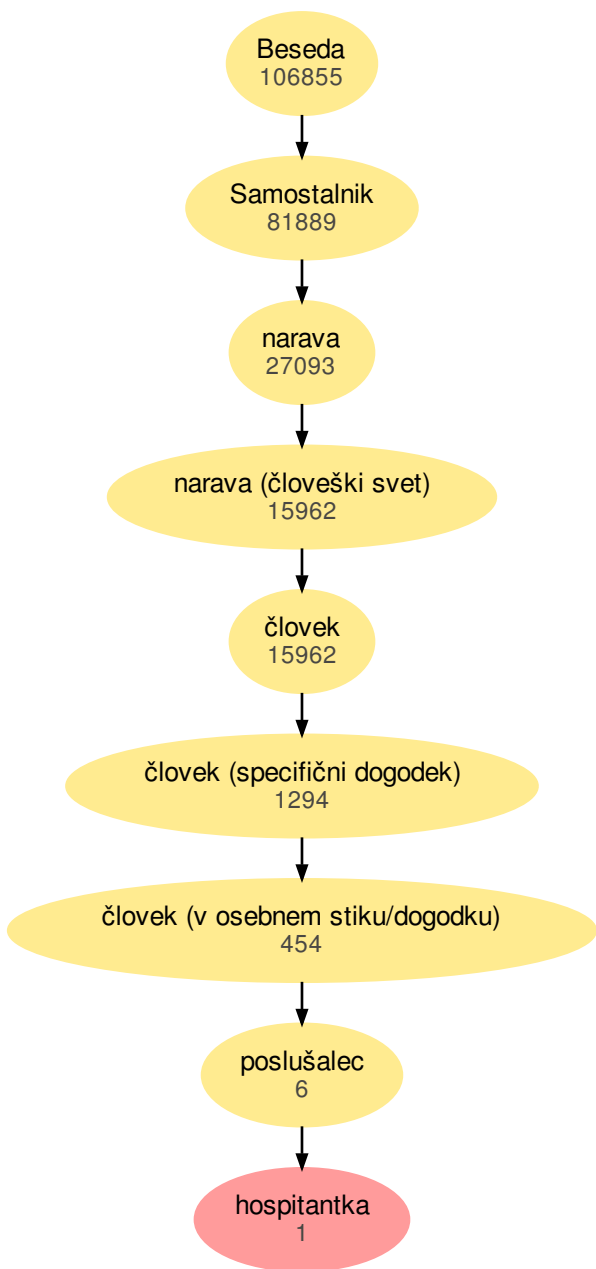 Beseda
106855
Samostalnik
81889
narava
27093
narava (človeški svet)
15962
človek
15962
človek (specifični dogodek)
1294
človek (v osebnem stiku/dogodku)
454
poslušalec
6
hospitantka
1